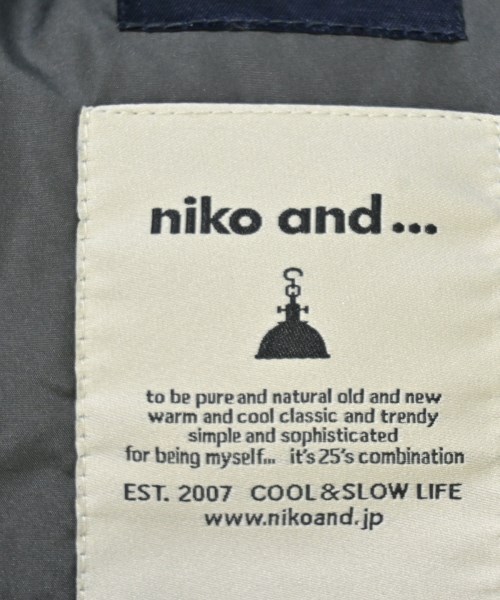 niko and...
to be pure and natural old and new
warm and cool classic and trendy
simple and sophisticated
for being myself... it's 25's combination
EST. 2007 COOL&SLOW LIFE
www.nikoand.jp